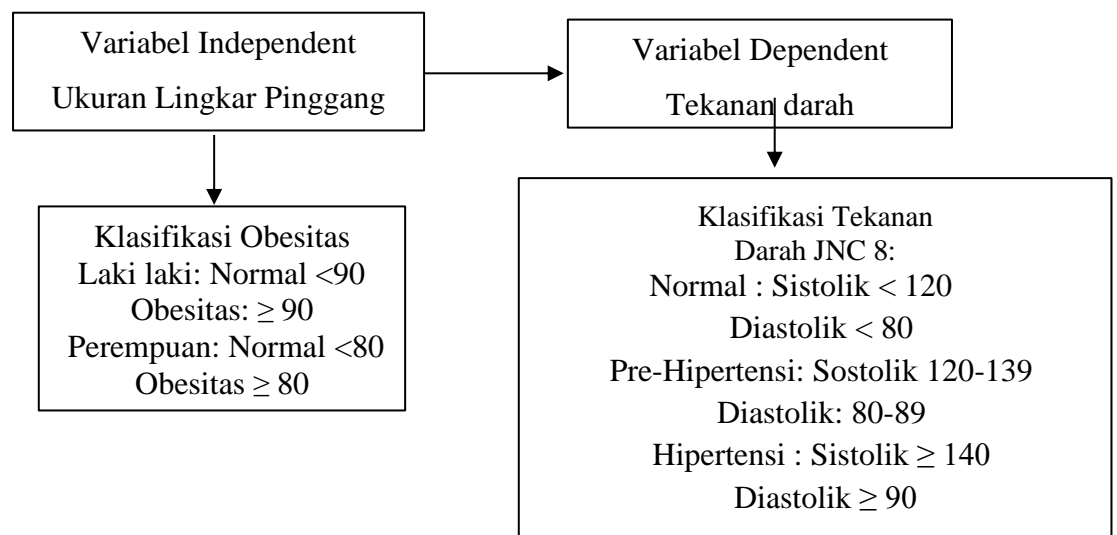 Variabel Independent
Ukuran Lingkar Pinggang
Variabel Dependent
Tekanan darah
Klasifikasi Obesitas
Laki laki: Normal <90
Obesitas: ≥ 90
Perempuan: Normal <80
Obesitas ≥ 80
Klasifikasi Tekanan
Darah JNC 8:
Normal : Sistolik < 120
Diastolik < 80
Pre-Hipertensi: Sostolik 120-139
Diastolik: 80-89
Hipertensi : Sistolik ≥ 140
Diastolik ≥ 90